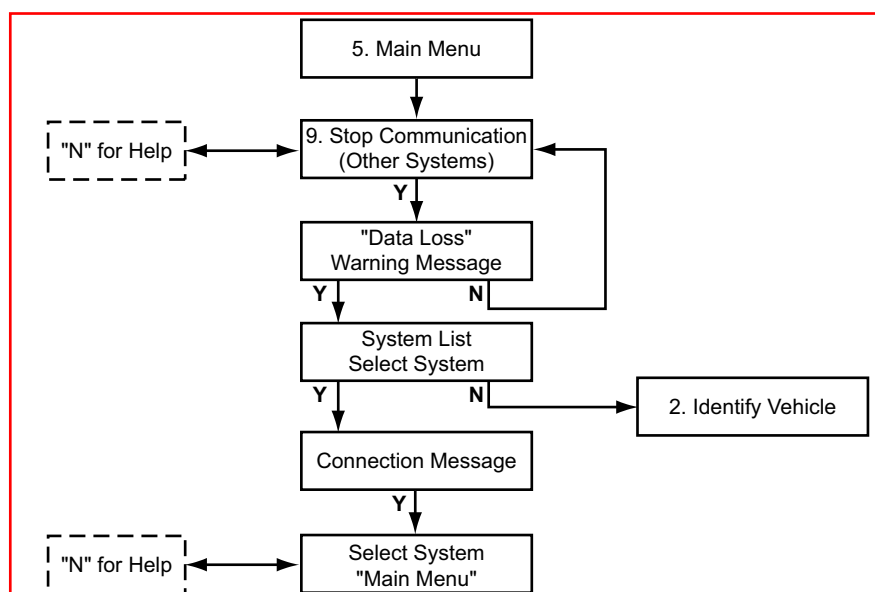 5. Main Menu
"N" for Help
9. Stop Communication
(Other Systems)
Y
"Data Loss"
Warning Message
Y
N
System List
Select System
Y
N
2. Identify Vehicle
Connection Message
Y
"N" for Help
Select System
"Main Menu"